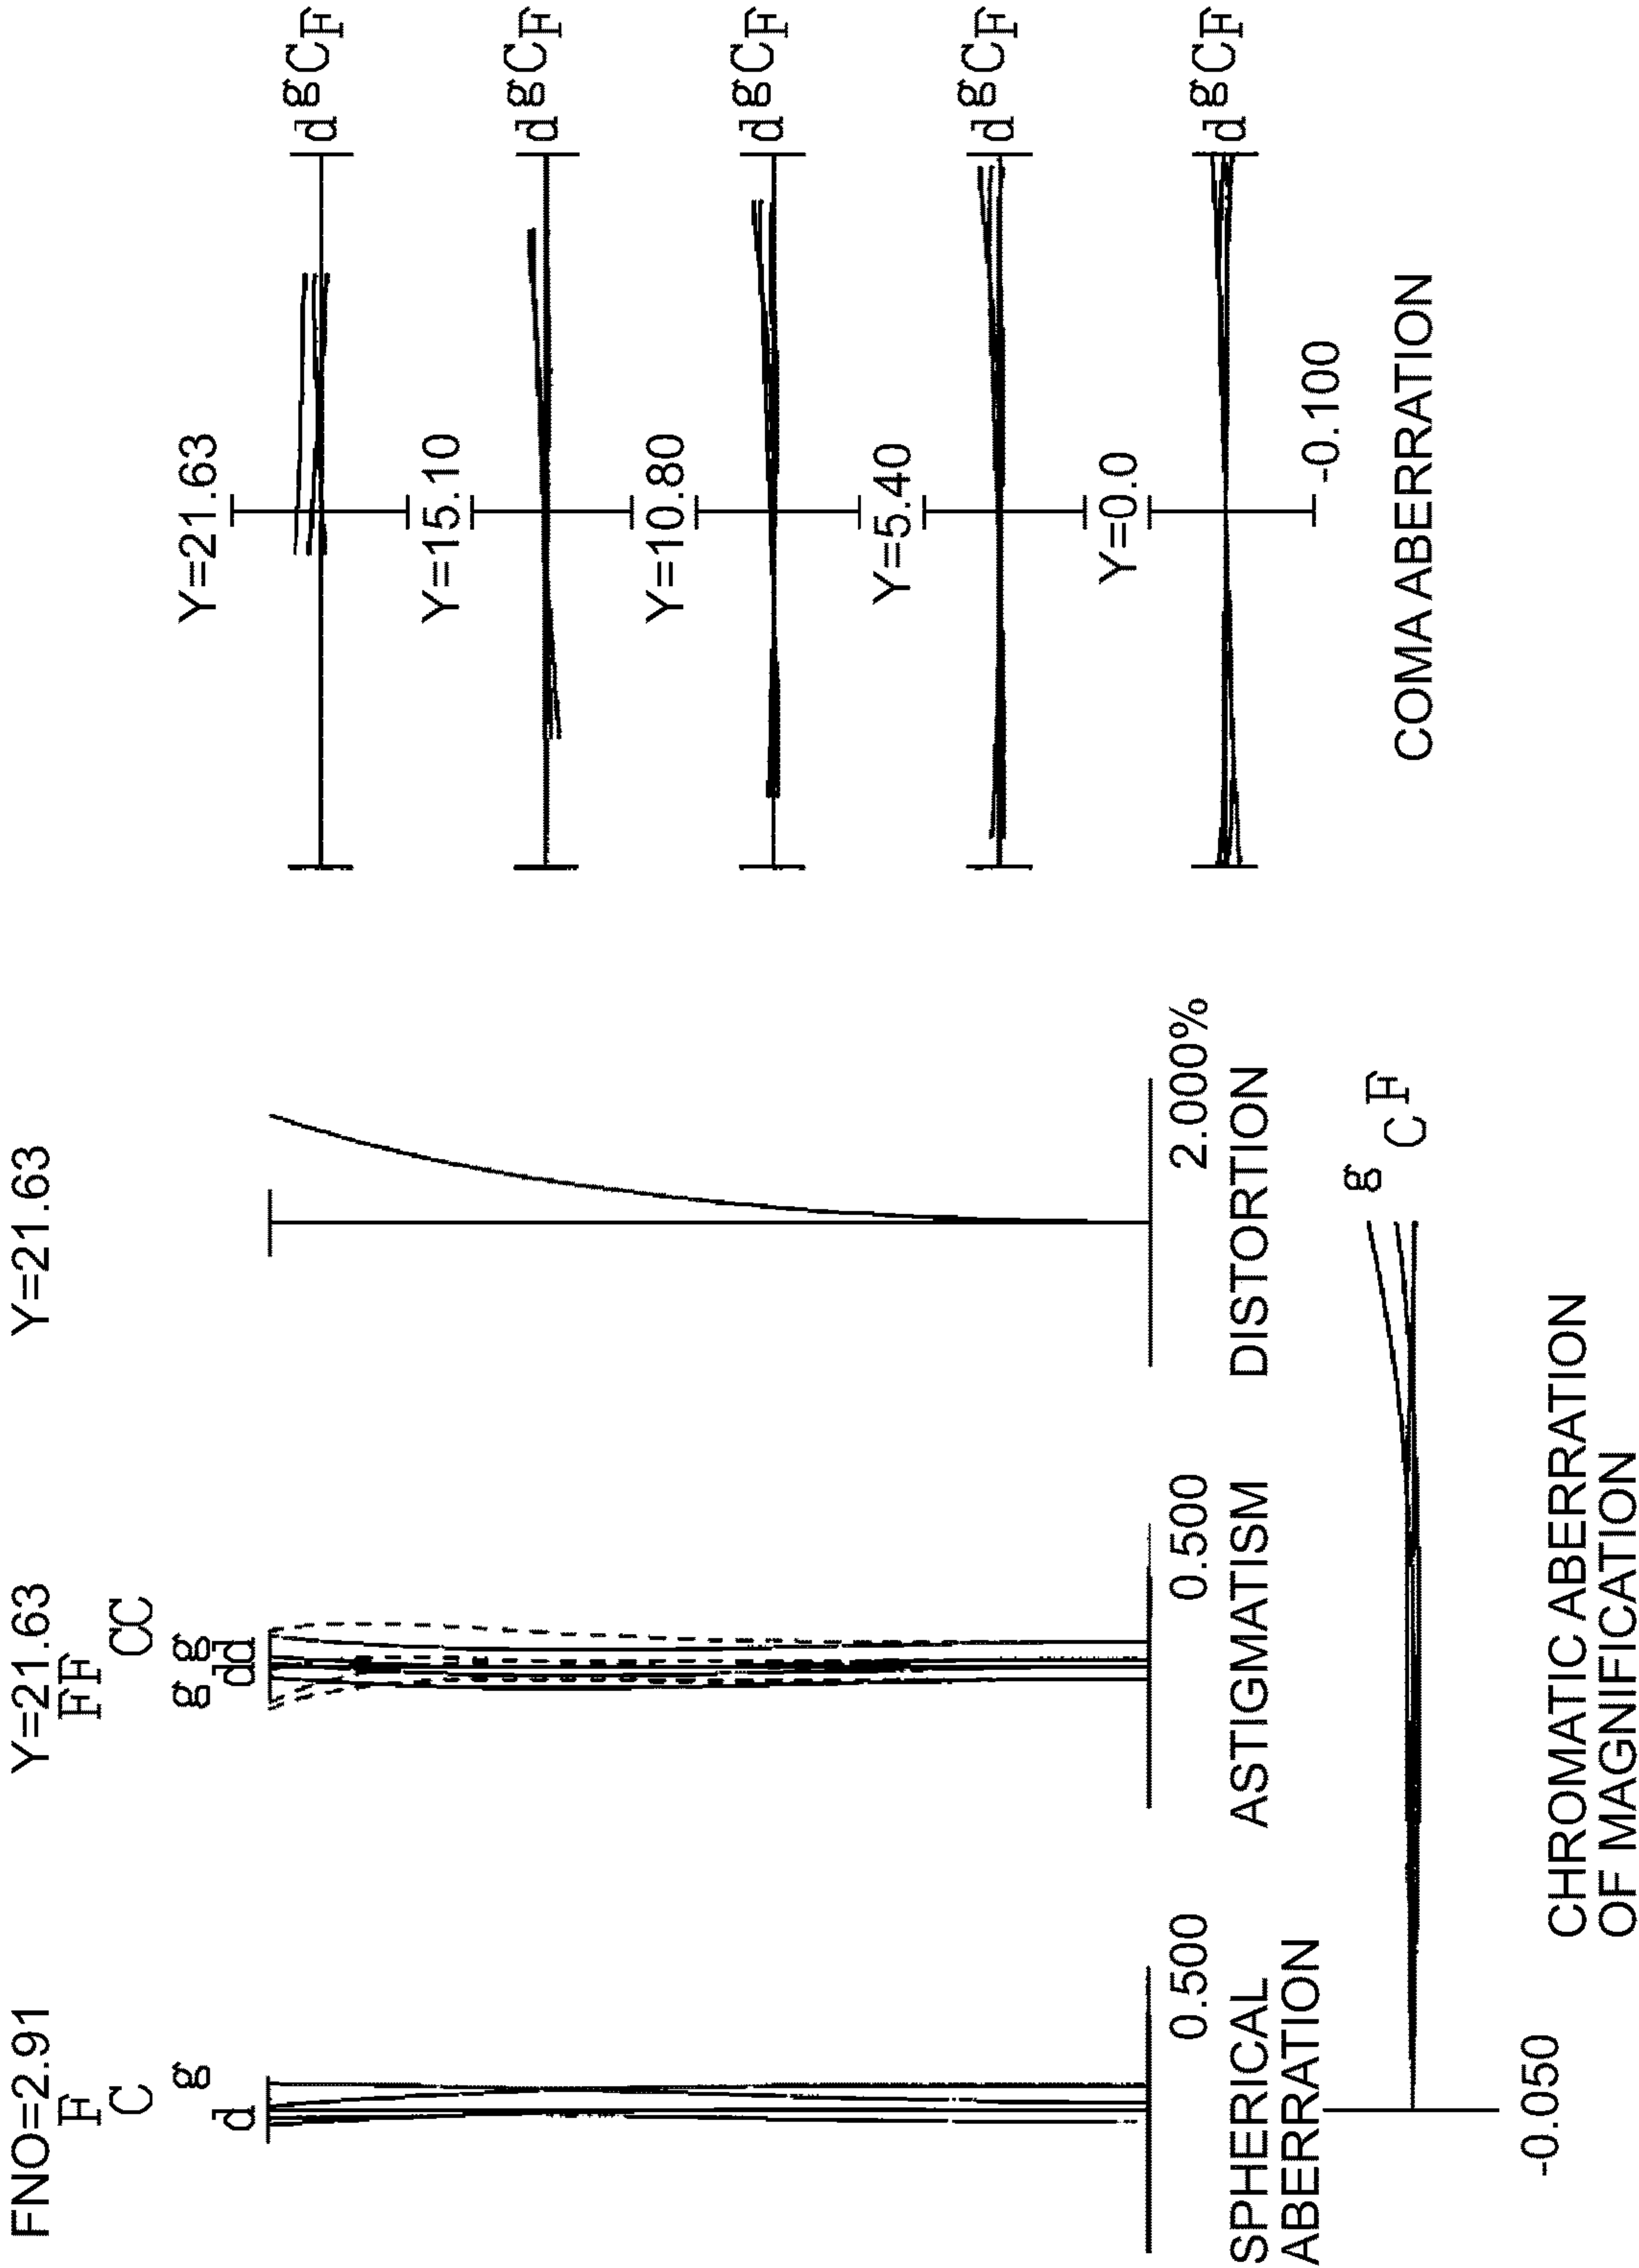 FNO=2.91
F
C
g
d
0.500
SPHERICAL
ABERRATION
Y=21.63
FF
CC
g
g
d
d
0.500
ASTIGMATISM
Y=21.63
2.000%
DISTORTION
Y=21.63
d
g
C
F
Y=15.10
d
g
C
F
Y=10.80
d
g
C
F
Y=5.40
d
g
C
F
Y=0.0
d
g
C
F
-0.100
COMA ABERRATION
g
C
F
-0.050
CHROMATIC ABERRATION
OF MAGNIFICATION